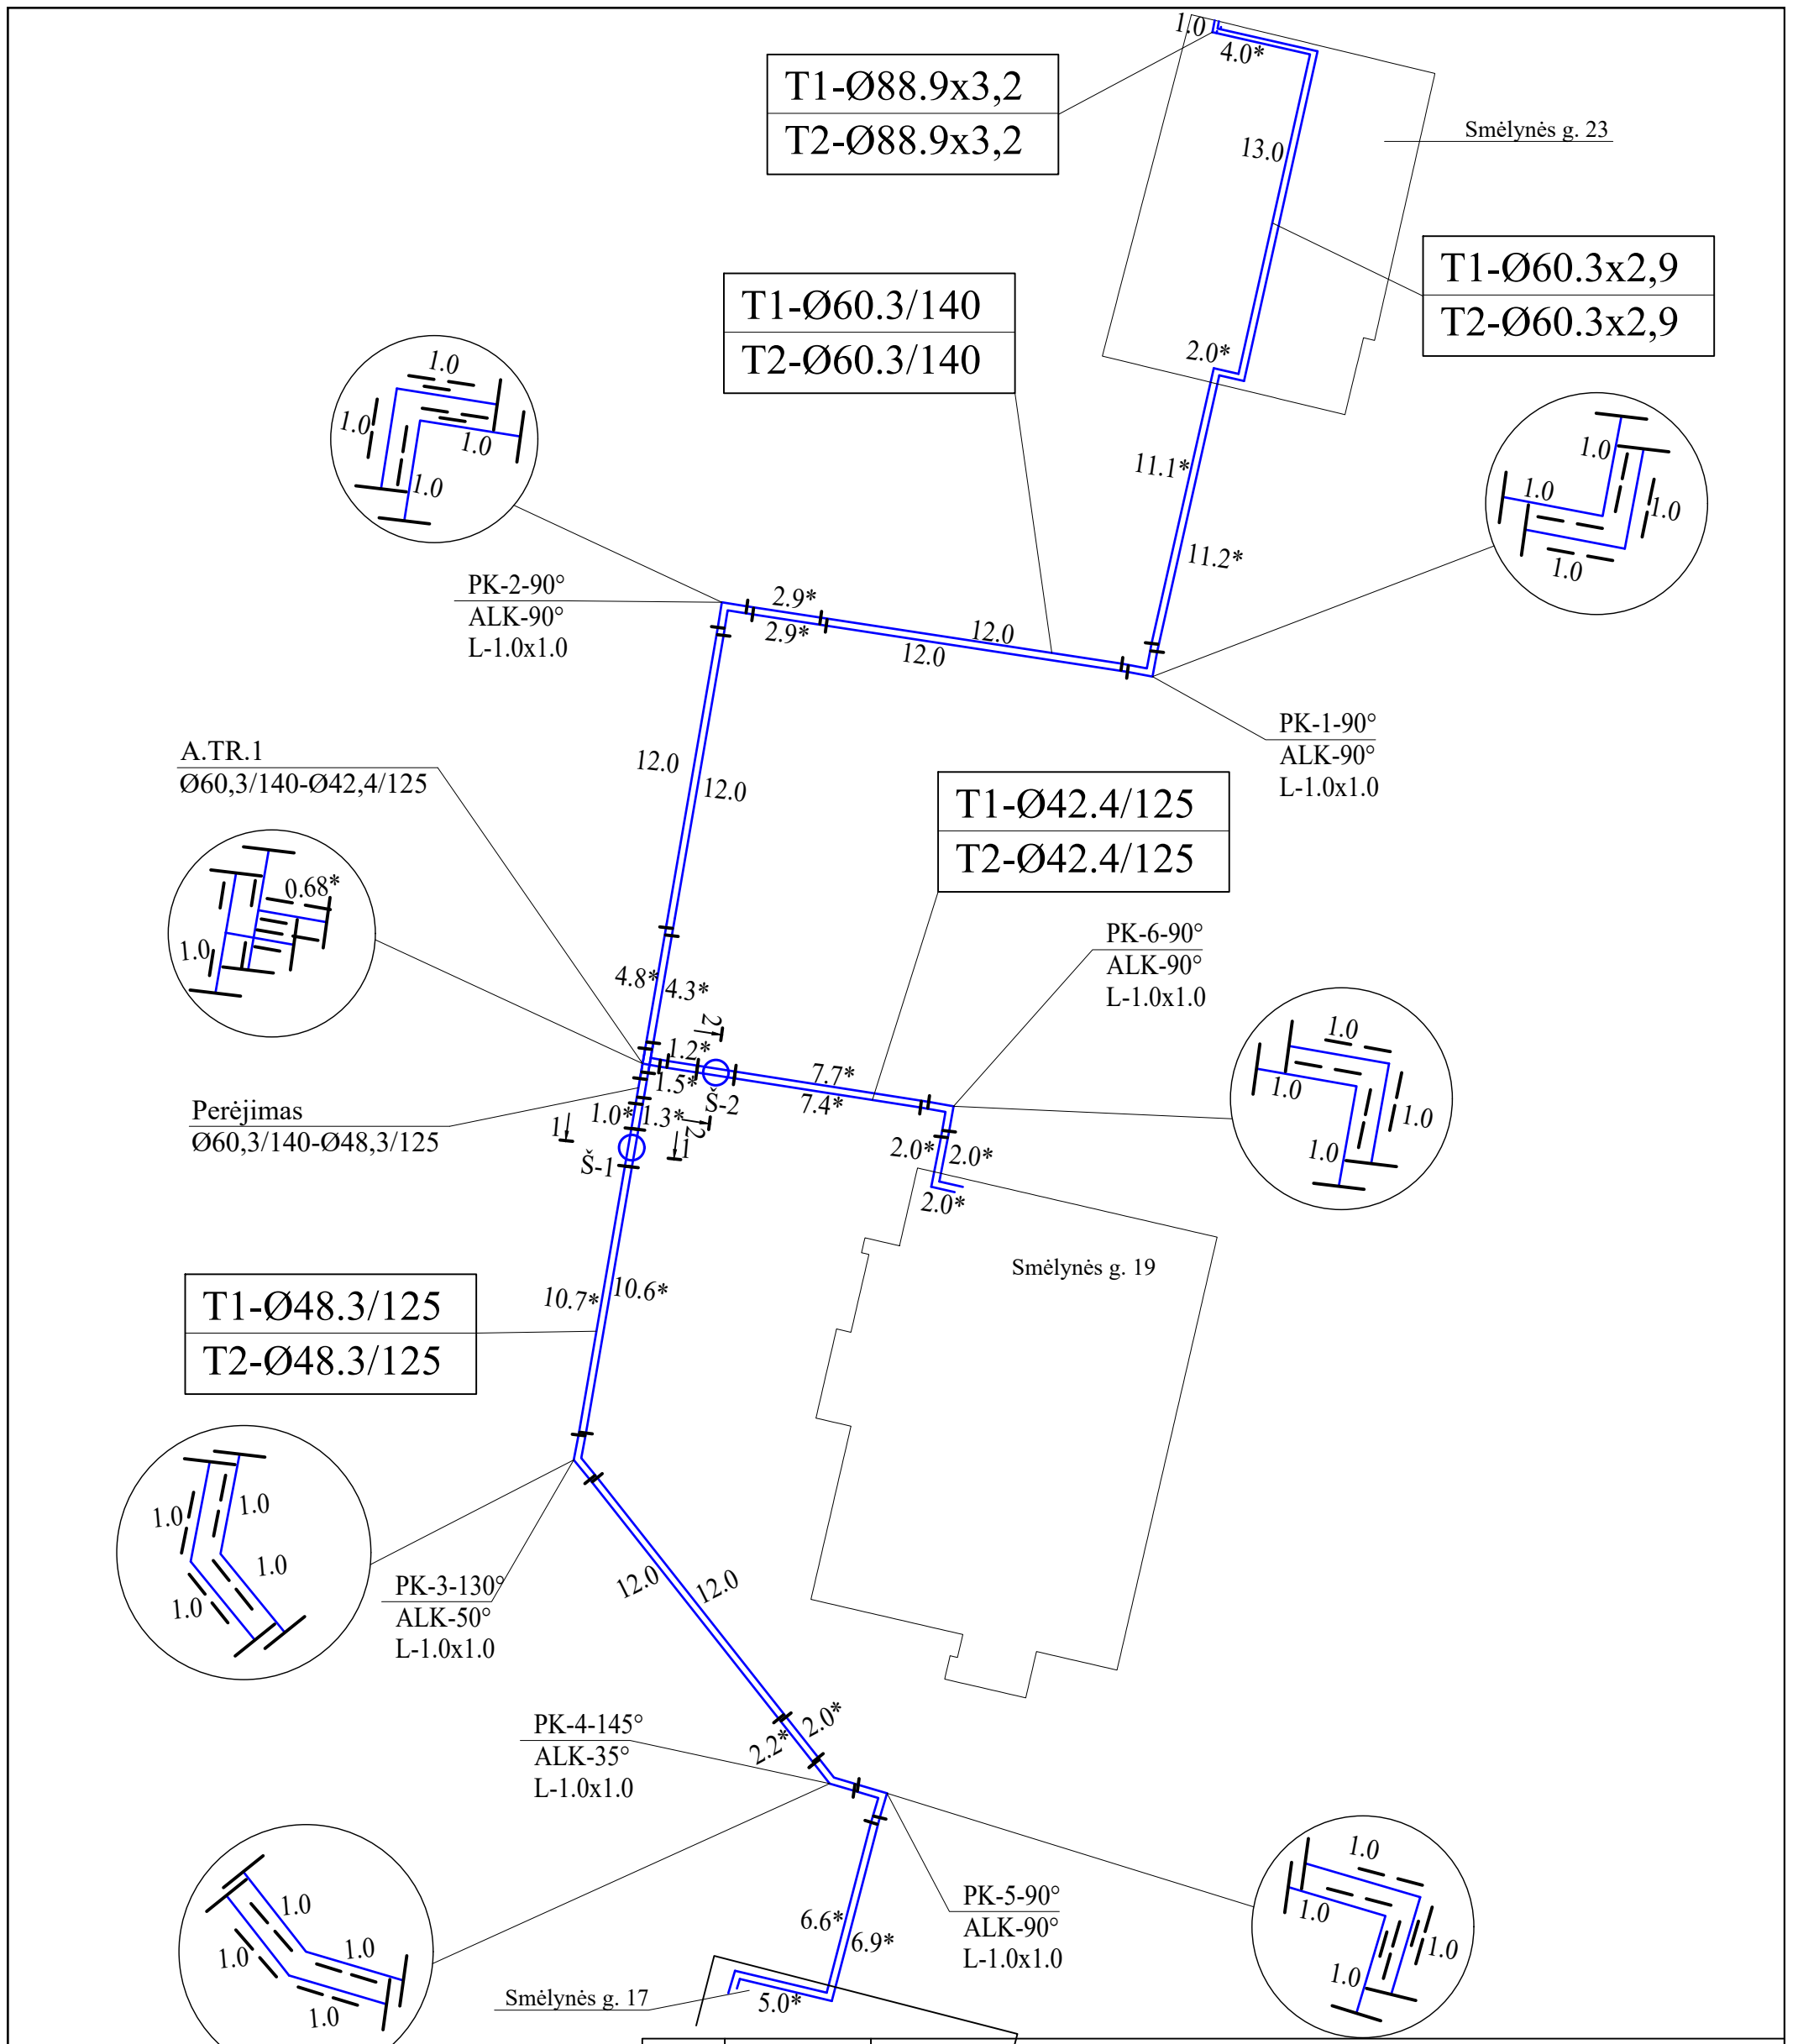 1.0
4.0*
T1-Ø88.9x3,2
T2-Ø88.9x3,2
Smėlynės g. 23
13.0
T1-Ø60.3x2,9
T2-Ø60.3x2,9
T1-Ø60.3/140
T2-Ø60.3/140
2.0*
1.0
1.0
1.0
1.0
11.1*
1.0
1.0
1.0
1.0
11.2*
PK-2-90°
ALK-90°
L-1.0x1.0
2.9*
2.9*
12.0
12.0
PK-1-90°
ALK-90°
L-1.0x1.0
A.TR.1
Ø60,3/140-Ø42,4/125
12.0
12.0
T1-Ø42.4/125
T2-Ø42.4/125
0.68*
1.0
PK-6-90°
ALK-90°
L-1.0x1.0
4.8*
4.3*
2
1.2*
1.5*
Š-2
7.7*
7.4*
1.0
1.0
1.0
1.0
Perėjimas
Ø60,3/140-Ø48,3/125
1.0*
1.3*
2
1
1
Š-1
2.0*
2.0*
2.0*
Smėlynės g. 19
T1-Ø48.3/125
T2-Ø48.3/125
10.7*
10.6*
1.0
1.0
1.0
1.0
PK-3-130°
ALK-50°
L-1.0x1.0
12.0
12.0
PK-4-145°
ALK-35°
L-1.0x1.0
2.0*
2.2*
1.0
1.0
1.0
1.0
PK-5-90°
ALK-90°
L-1.0x1.0
1.0
1.0
1.0
1.0
6.6*
6.9*
Smėlynės g. 17
5.0*